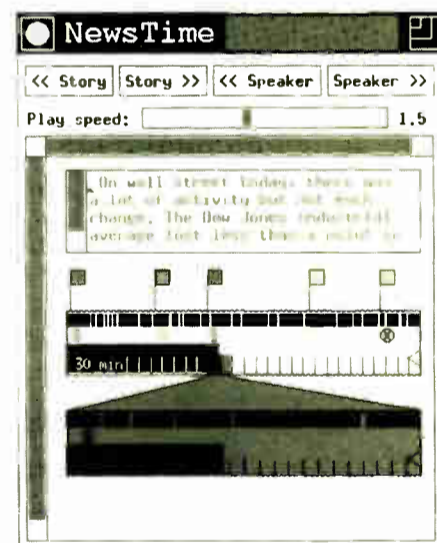 NewsTime
<< Story Story >> << Speaker Speaker >>
Play speed: 1.5
On wall street today, there was
a lot of activity but not much
change. The Dow Jones industrial
average lost less than a point
30 min